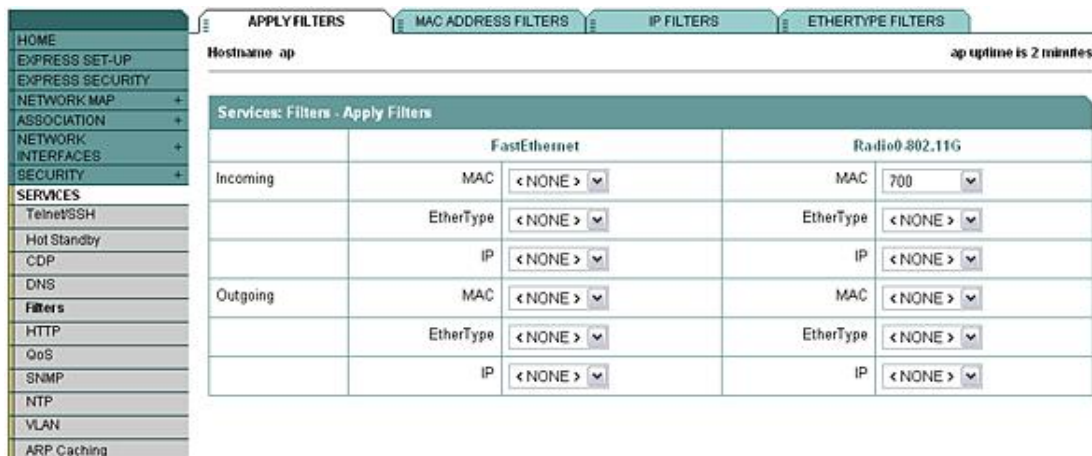 APPLY FILTERS
MAC ADDRESS FILTERS
IP FILTERS
ETHERTYPE FILTERS
HOME
EXPRESS SET-UP
EXPRESS SECURITY
NETWORK MAP +
ASSOCIATION +
NETWORK INTERFACES +
SECURITY +
SERVICES
Telnet/SSH
Hot Standby
CDP
DNS
Filters
HTTP
QoS
SNMP
NTP
VLAN
ARP Caching
Hostname ap
ap uptime is 2 minutes
Services: Filters - Apply Filters
FastEthernet
Radio0-802.11G
Incoming MAC < NONE > MAC 700
EtherType < NONE > EtherType < NONE >
IP < NONE > IP < NONE >
Outgoing MAC < NONE > MAC < NONE >
EtherType < NONE > EtherType < NONE >
IP < NONE > IP < NONE >